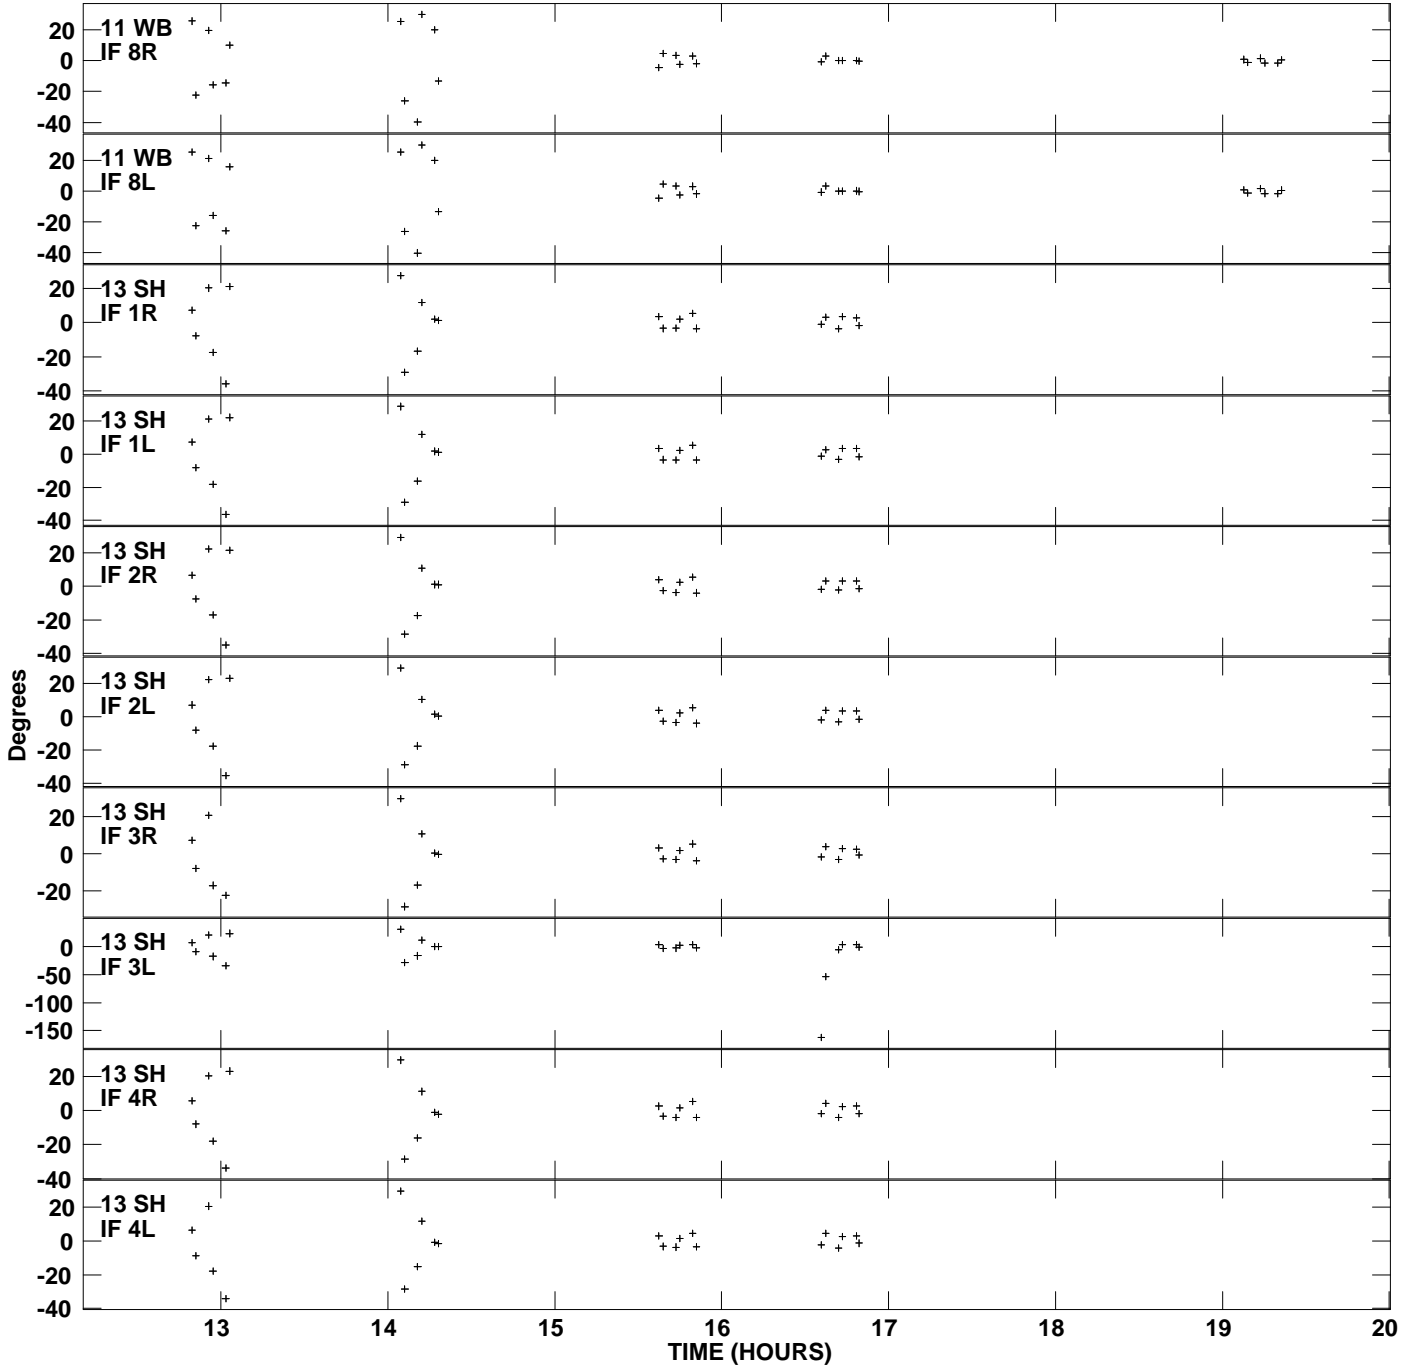 20 11 WB
0 IF 8R
-20
-40
20 11 WB
0 IF 8L
-20
-40
20 13 SH
0 IF 1R
-20
-40
20 13 SH
0 IF 1L
-20
-40
20 13 SH
0 IF 2R
-20
-40
20 13 SH
0 IF 2L
-20
-40
20 13 SH
0 IF 3R
-20
0 13 SH
-50 IF 3L
-100
-150
20 13 SH
0 IF 4R
-20
-40
20 13 SH
0 IF 4L
-20
-40
Degrees
13 14 15 16 17 18 19 20
TIME (HOURS)